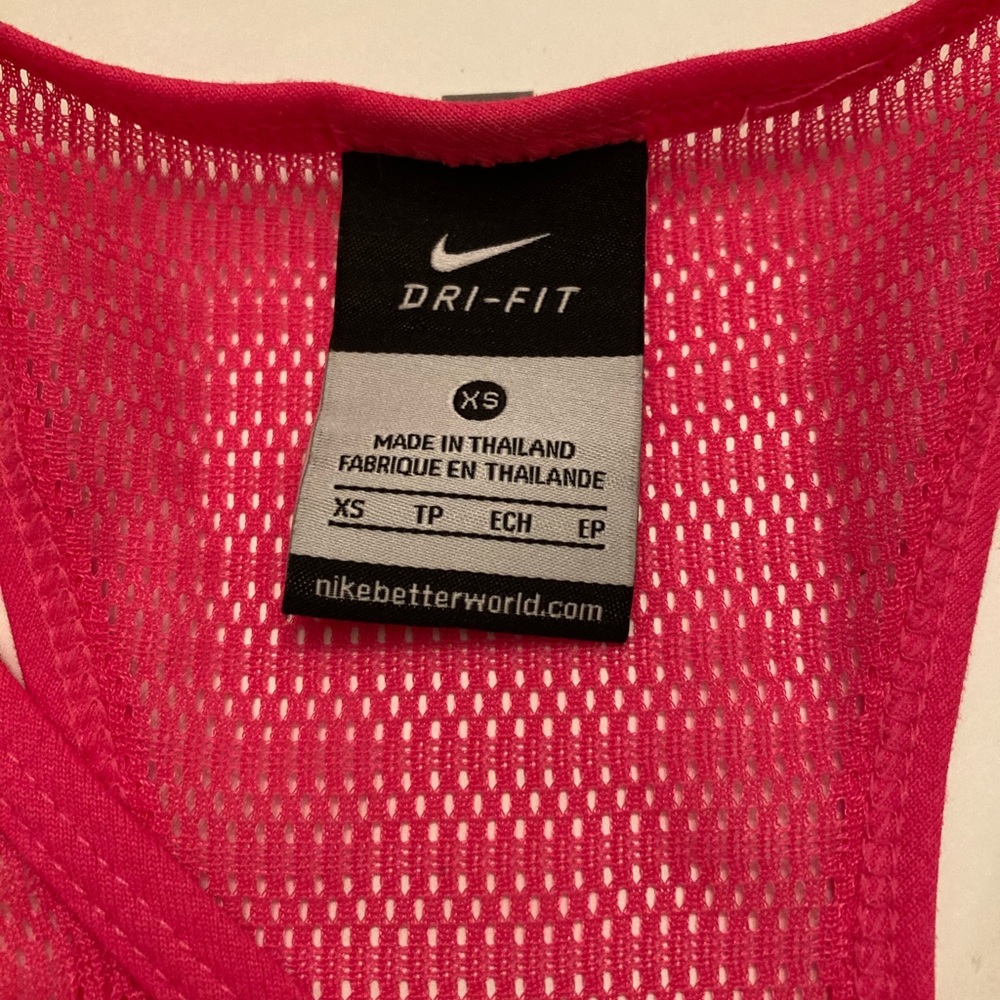 DRI-FIT
XS
MADE IN THAILAND
FABRIQUE EN THAILANDE
XS TP ECH EP
nikebetterworld.com